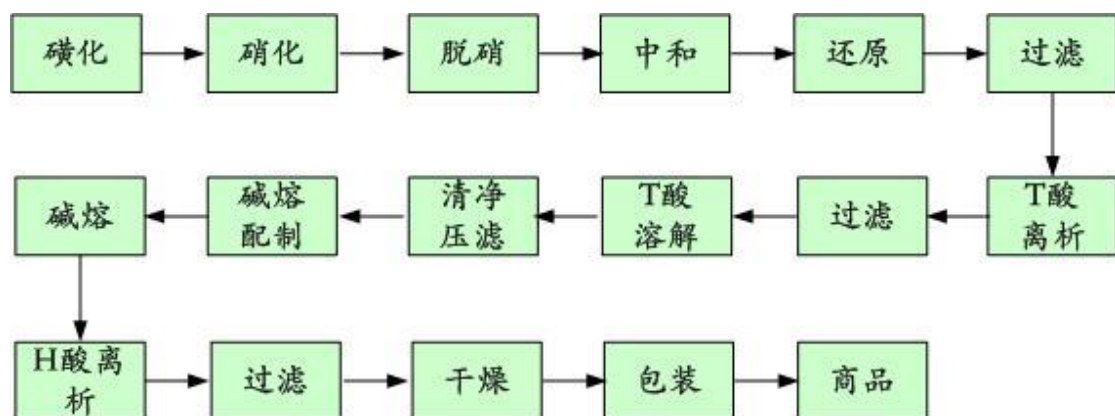 磺化
硝化
脱硝
中和
还原
过滤
T酸
离析
过滤
T酸
溶解
清净
压滤
碱熔
配制
碱熔
H酸离
析
过滤
干燥
包装
商品